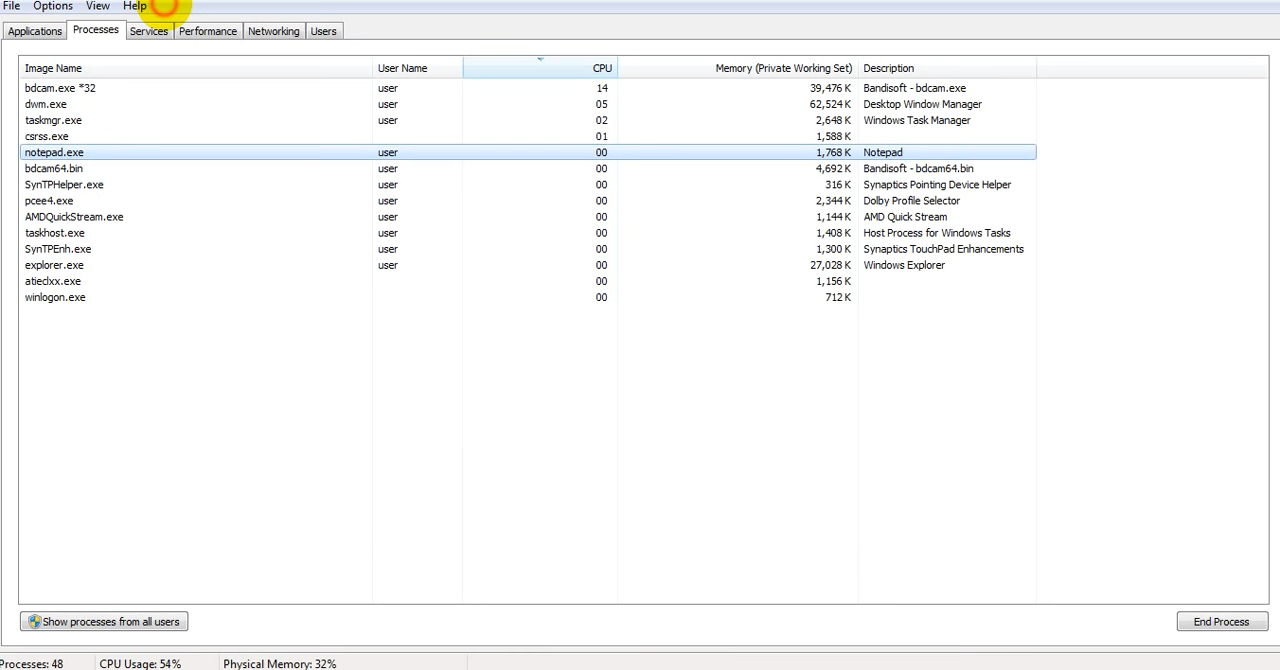 File Options View Help
Applications Processes Services Performance Networking Users
Image Name User Name CPU Memory (Private Working Set) Description
bdcam.exe *32 user 14 39,476 K Bandisoft - bdcam.exe
dwm.exe user 05 62,524 K Desktop Window Manager
taskmgr.exe user 02 2,648 K Windows Task Manager
csrss.exe 01 1,588 K
notepad.exe user 00 1,768 K Notepad
bdcam64.bin user 00 4,692 K Bandisoft - bdcam64.bin
SynTPHelper.exe user 00 316 K Synaptics Pointing Device Helper
pcee4.exe user 00 2,344 K Dolby Profile Selector
AMDQuickStream.exe user 00 1,144 K AMD Quick Stream
taskhost.exe user 00 1,408 K Host Process for Windows Tasks
SynTPEnh.exe user 00 1,300 K Synaptics TouchPad Enhancements
explorer.exe user 00 27,028 K Windows Explorer
atieclxx.exe 00 1,156 K
winlogon.exe 00 712 K
Show processes from all users End Process
Processes: 48 CPU Usage: 54% Physical Memory: 32%